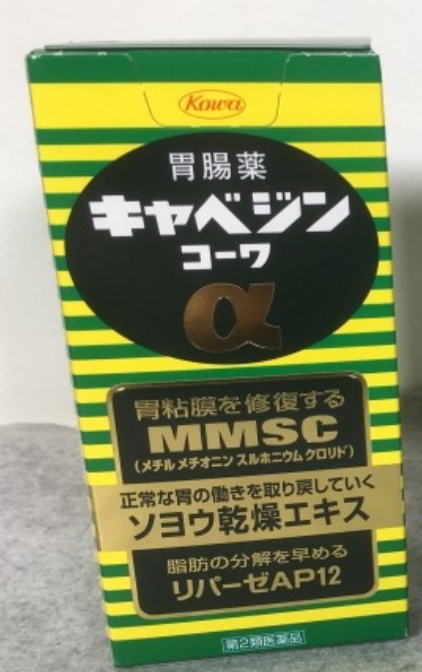 Kowa
胃腸薬
キャベジン
コーワ
α
胃粘膜を修復する
MMSC
(メチル メチオニン スルホニウム クロリド)
正常な胃の働きを取り戻していく
ソヨウ乾燥エキス
脂肪の分解を早める
リパーゼAP12
第2類医薬品